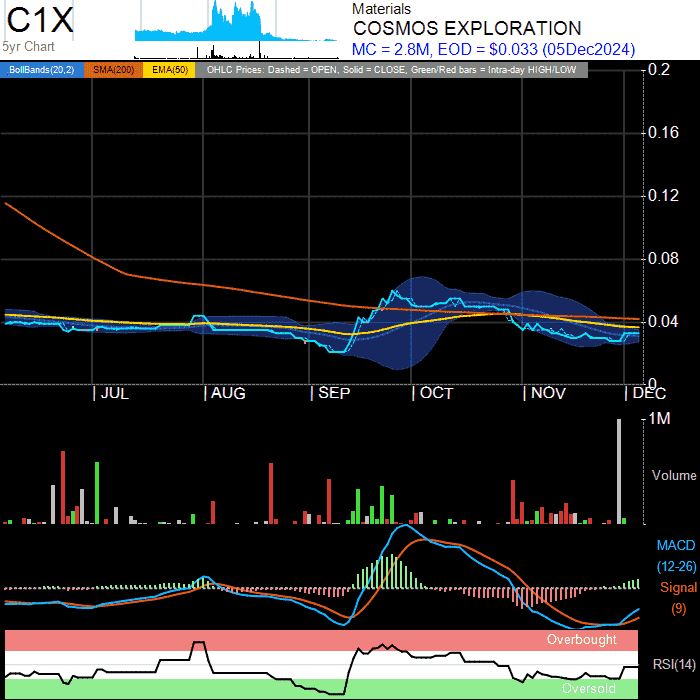 C1X
5yr Chart
Materials
COSMOS EXPLORATION
MC = 2.8M, EOD = $0.033 (05Dec2024)
BollBands(20,2) SMA(200) EMA(50) OHLC Prices: Dashed = OPEN, Solid = CLOSE, Green/Red bars = Intra-day HIGH/LOW
0.2
0.16
0.12
0.08
0.04
0
| JUL | AUG | SEP | OCT | NOV | DEC
1M
Volume
MACD
(12-26)
Signal
(9)
Overbought
RSI(14)
Oversold